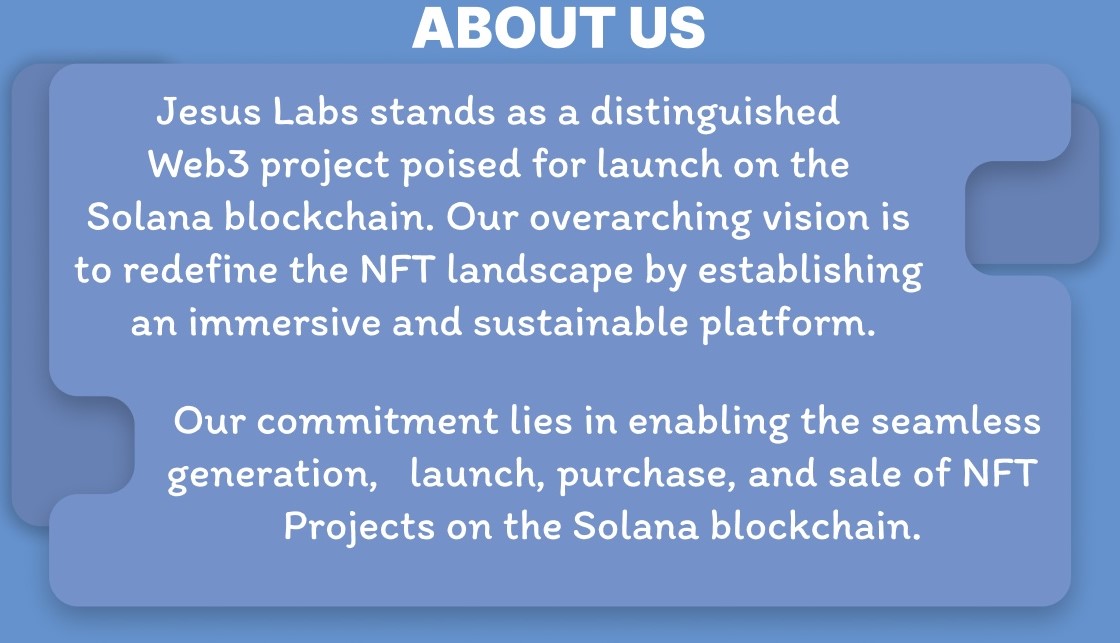 ABOUT US
Jesus Labs stands as a distinguished
Web3 project poised for launch on the
Solana blockchain. Our overarching vision is
to redefine the NFT landscape by establishing
an immersive and sustainable platform.
Our commitment lies in enabling the seamless
generation,   launch, purchase, and sale of NFT
Projects on the Solana blockchain.